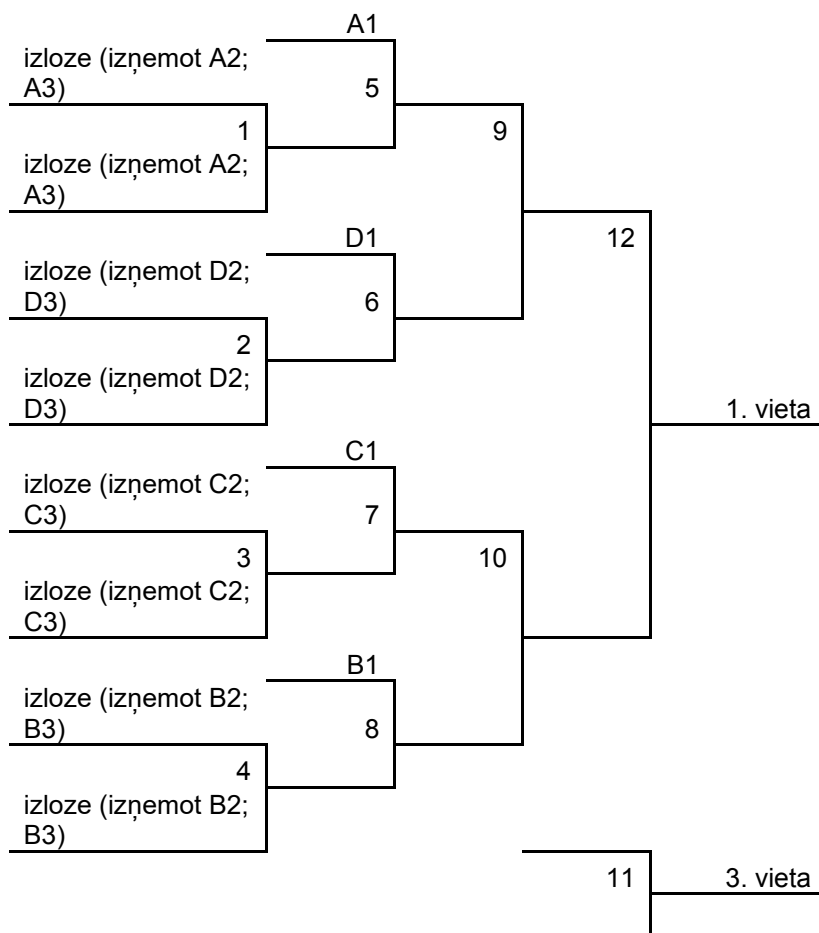 A1
izloze (izņemot A2;
A3)
5
1
9
izloze (izņemot A2;
A3)
D1
12
izloze (izņemot D2;
D3)
6
2
izloze (izņemot D2;
D3)
1. vieta
C1
izloze (izņemot C2;
C3)
7
3
10
izloze (izņemot C2;
C3)
B1
izloze (izņemot B2;
B3)
8
4
izloze (izņemot B2;
B3)
11
3. vieta